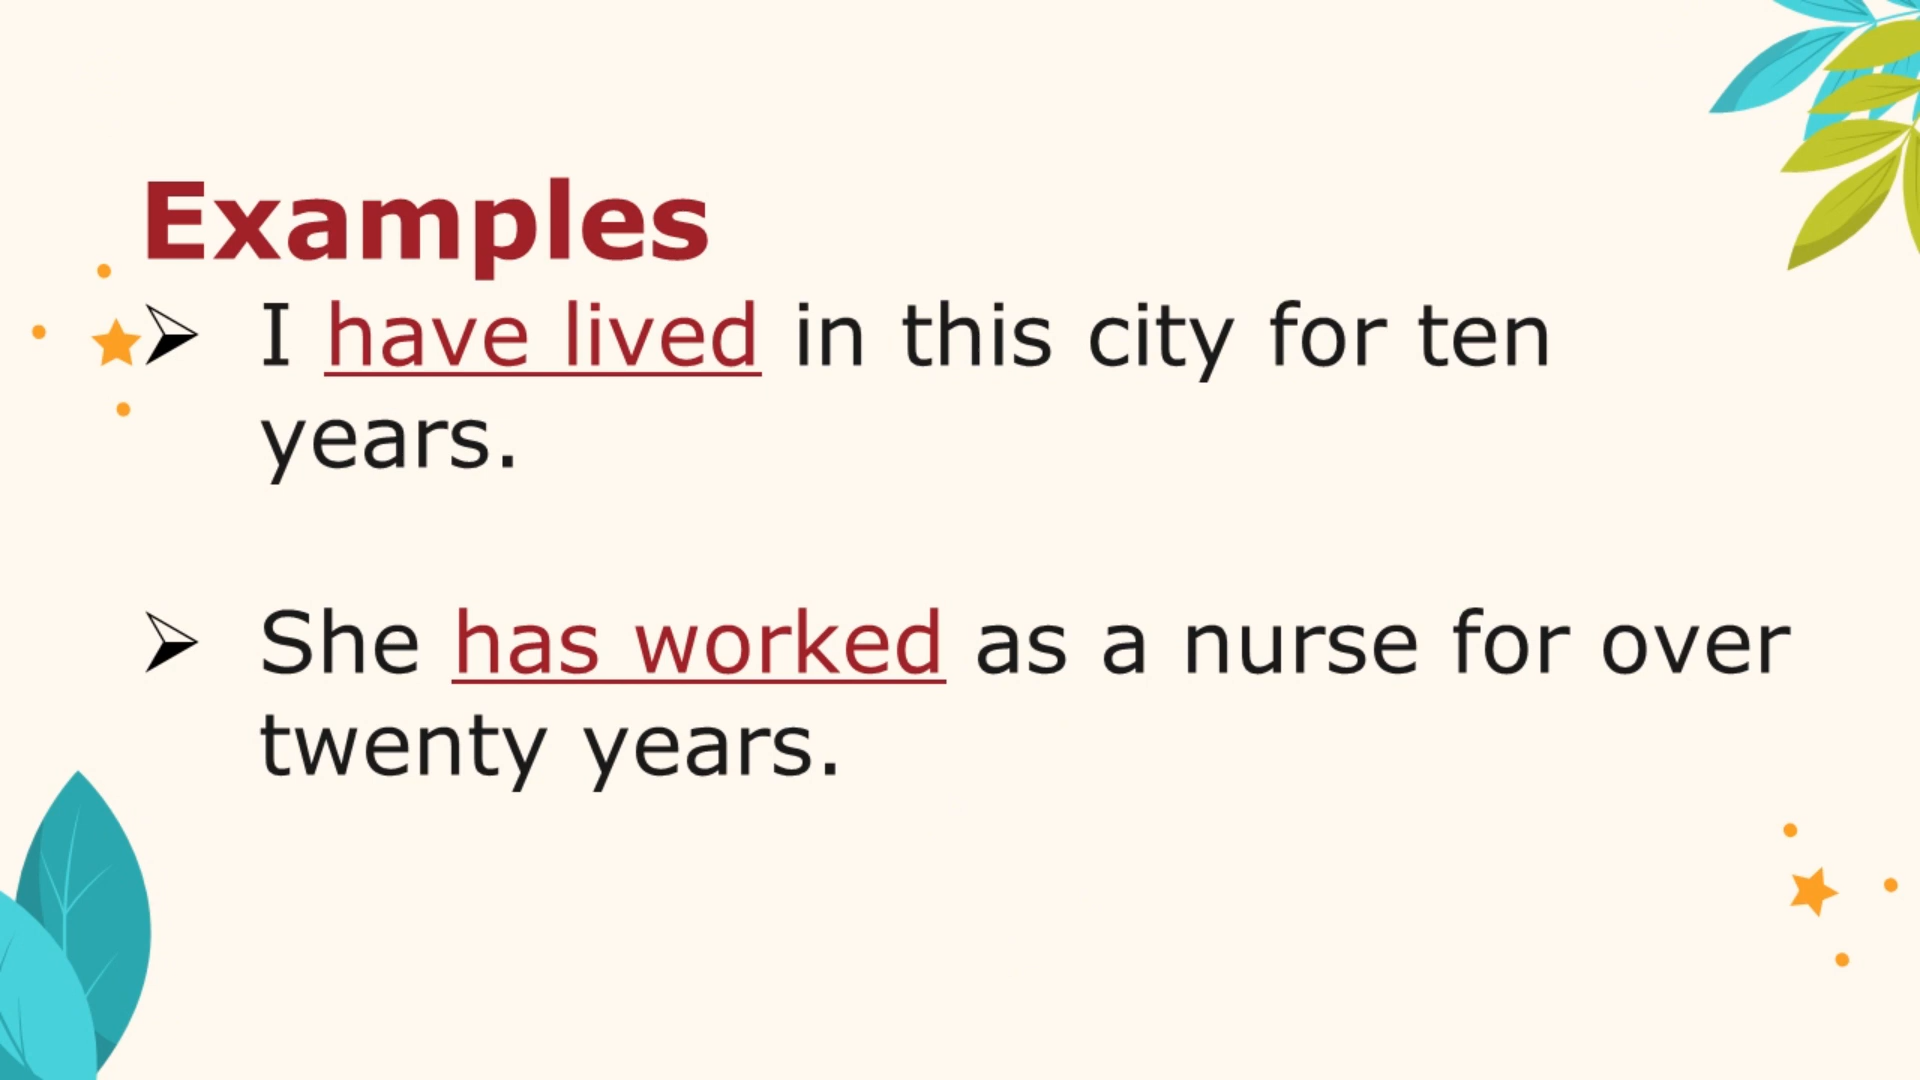 Examples
➢ I have lived in this city for ten
years.
➢ She has worked as a nurse for over
twenty years.